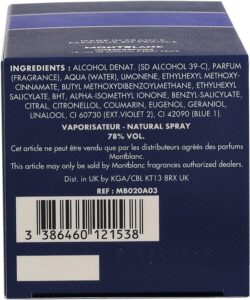 MADE IN FRANCE
MONTBLANC
INGREDIENTS : ALCOHOL DENAT. (SD ALCOHOL 39-C), PARFUM
(FRAGRANCE), AQUA (WATER), LIMONENE, ETHYLHEXYL METHOXY-
CINNAMATE, BUTYL METHOXYDIBENZOYLMETHANE, ETHYLHEXYL
SALICYLATE, BHT, ALPHA-ISOMETHYL IONONE, BENZYL-SALICYLATE,
CITRAL, CITRONELLOL, COUMARIN, EUGENOL, GERANIOL,
LINALOOL, CI 60730 (EXT.VIOLET 2), CI 42090 (BLUE 1).
VAPORISATEUR - NATURAL SPRAY
78% VOL.
Cet article ne peut être vendu que par les distributeurs agréés des parfums
Montblanc.
This article may only be sold by Montblanc fragrances authorized dealers.
Dist. in UK by KGA/CBL KT13 8RX UK
REF : MB020A03
3 386460 121538